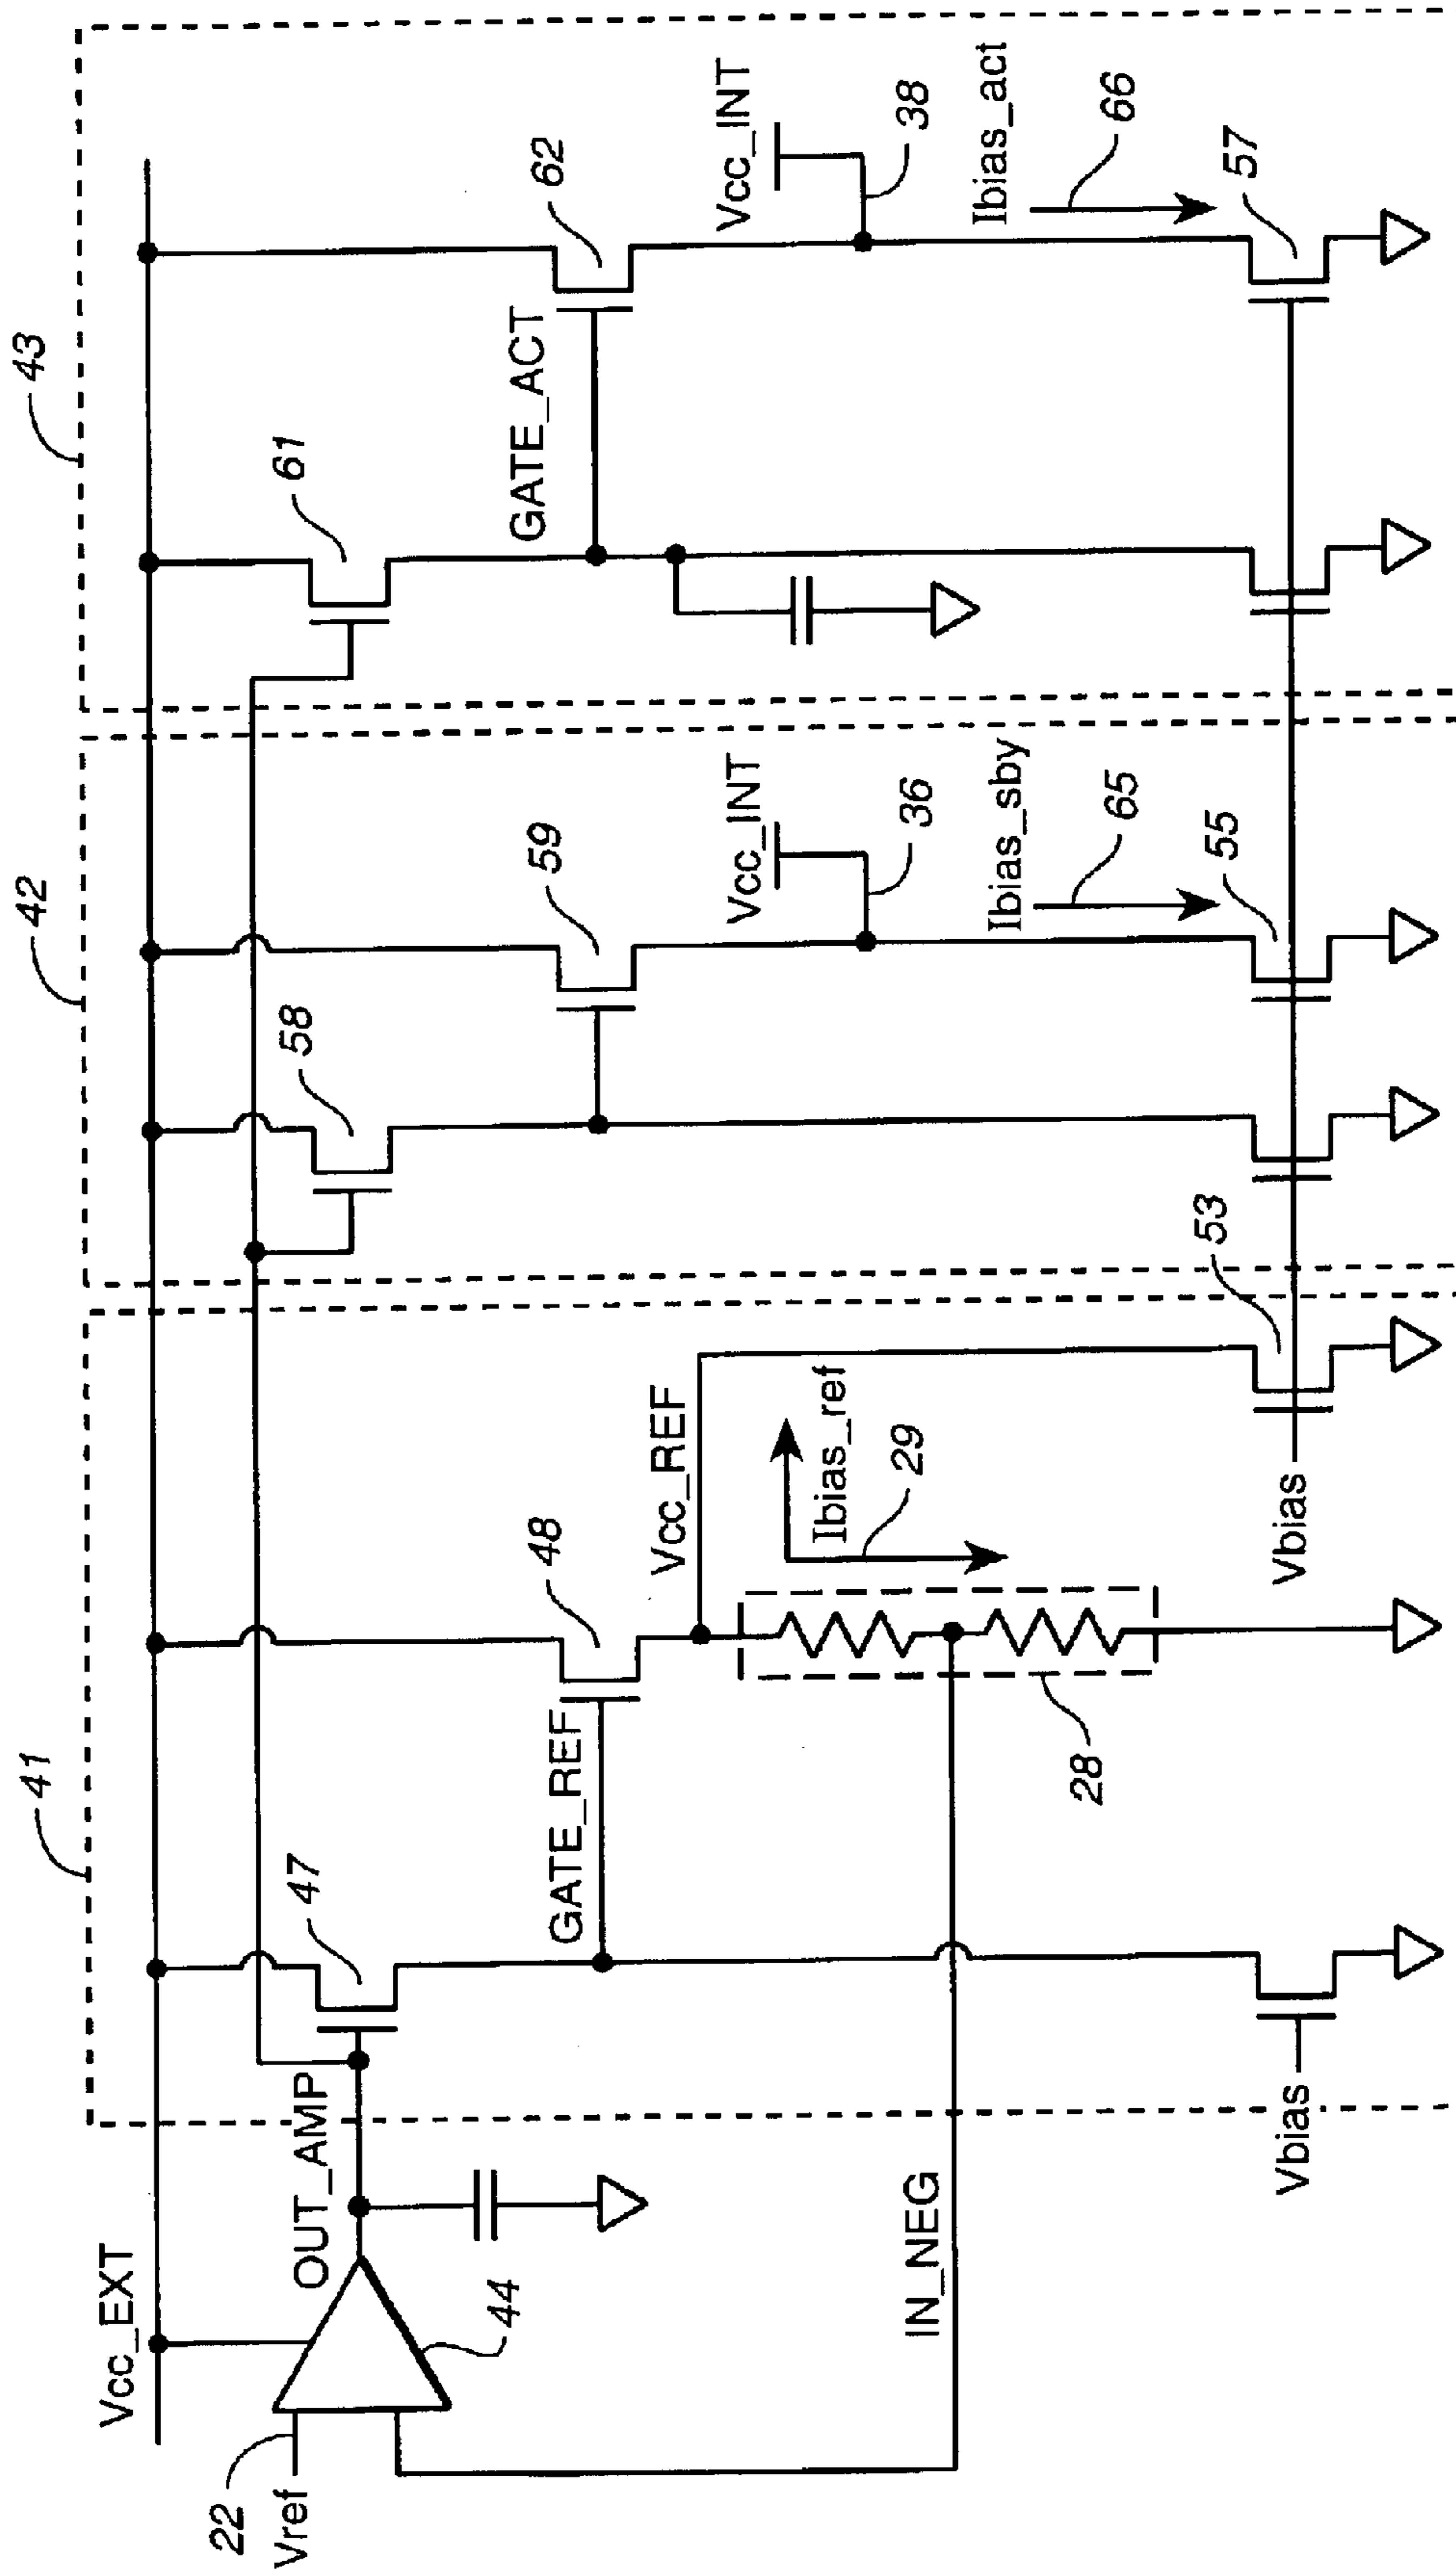 41
42
43
Vcc_EXT
22
Vref
44
OUT_AMP
IN_NEG
47
GATE_REF
48
Vcc_REF
Ibias_ref
29
28
53
Vbias
Vbias
58
59
Vcc_INT
36
Ibias_sby
65
55
61
GATE_ACT
62
Vcc_INT
38
Ibias_act
66
57